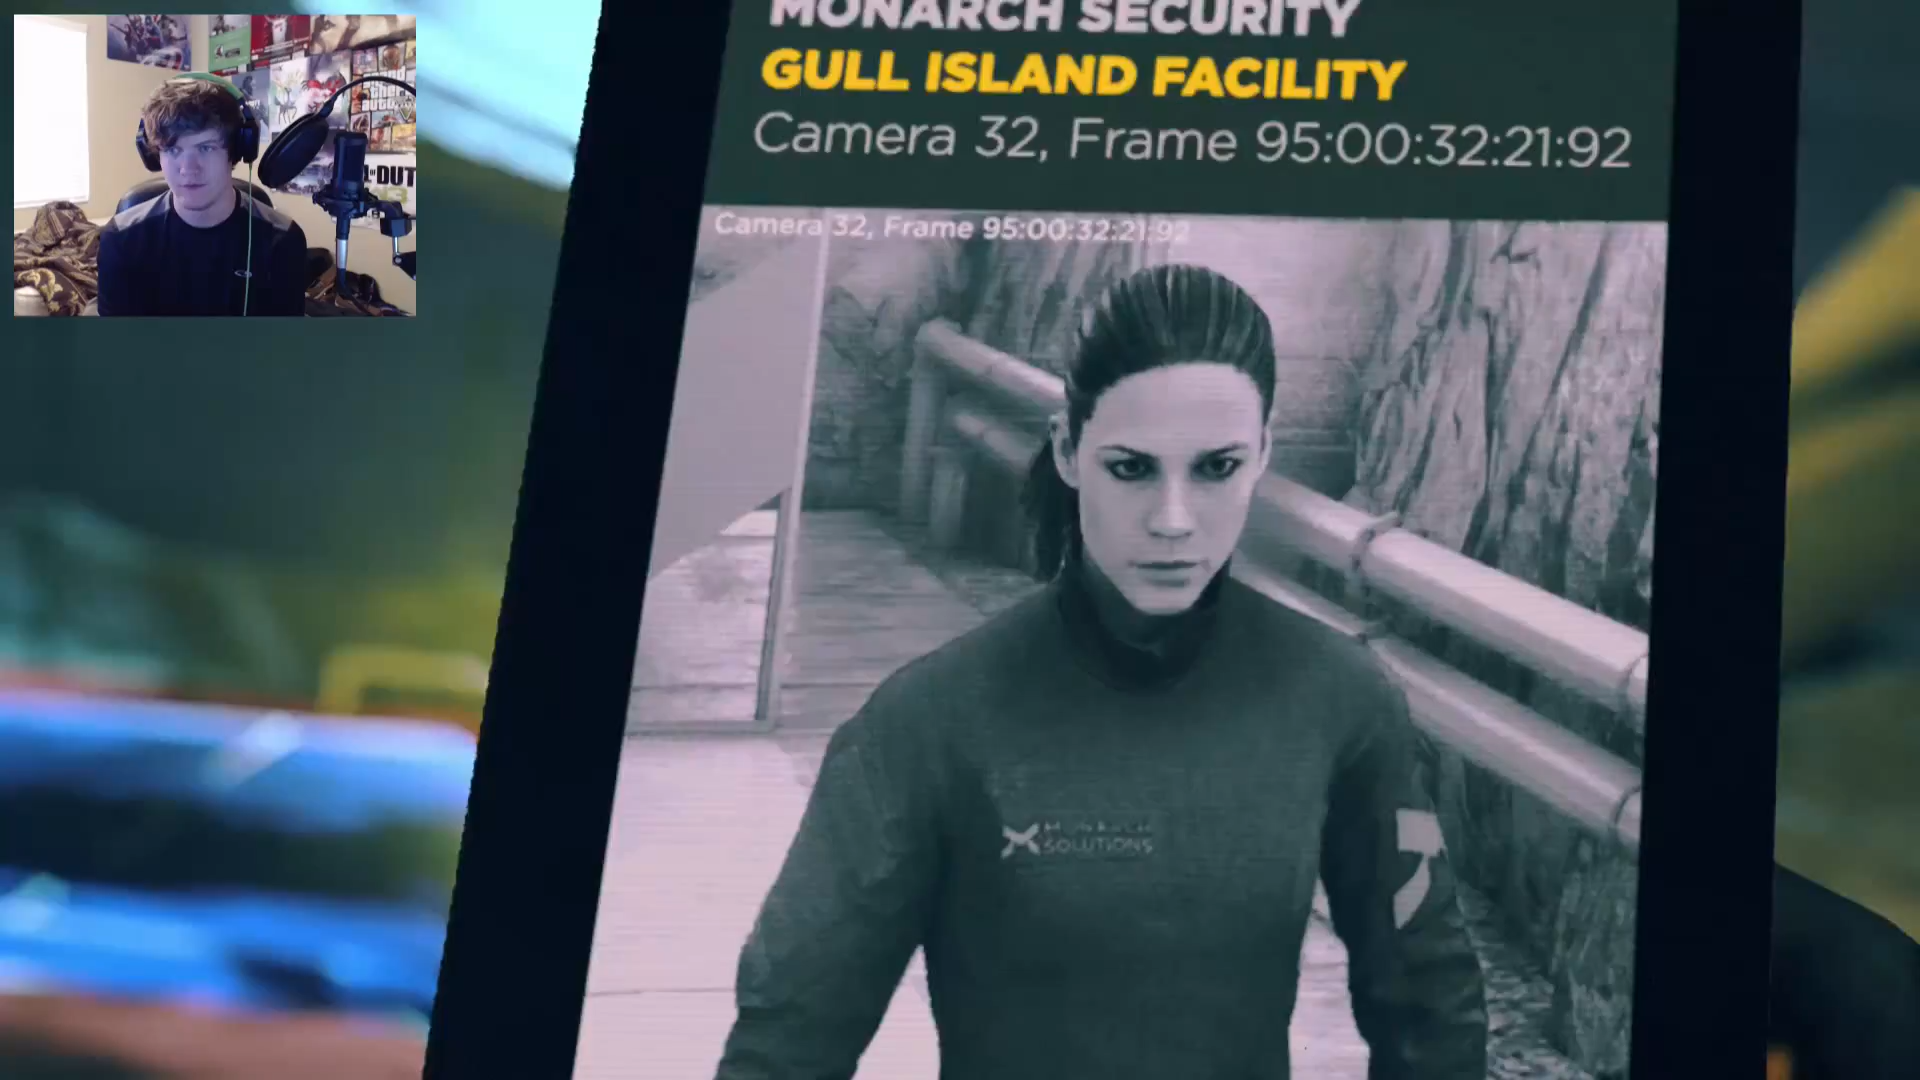 MONARCH SECURITY
GULL ISLAND FACILITY
Camera 32, Frame 95:00:32:21:92
Camera 32, Frame 95:00:32:21:92
SOLUTIONS